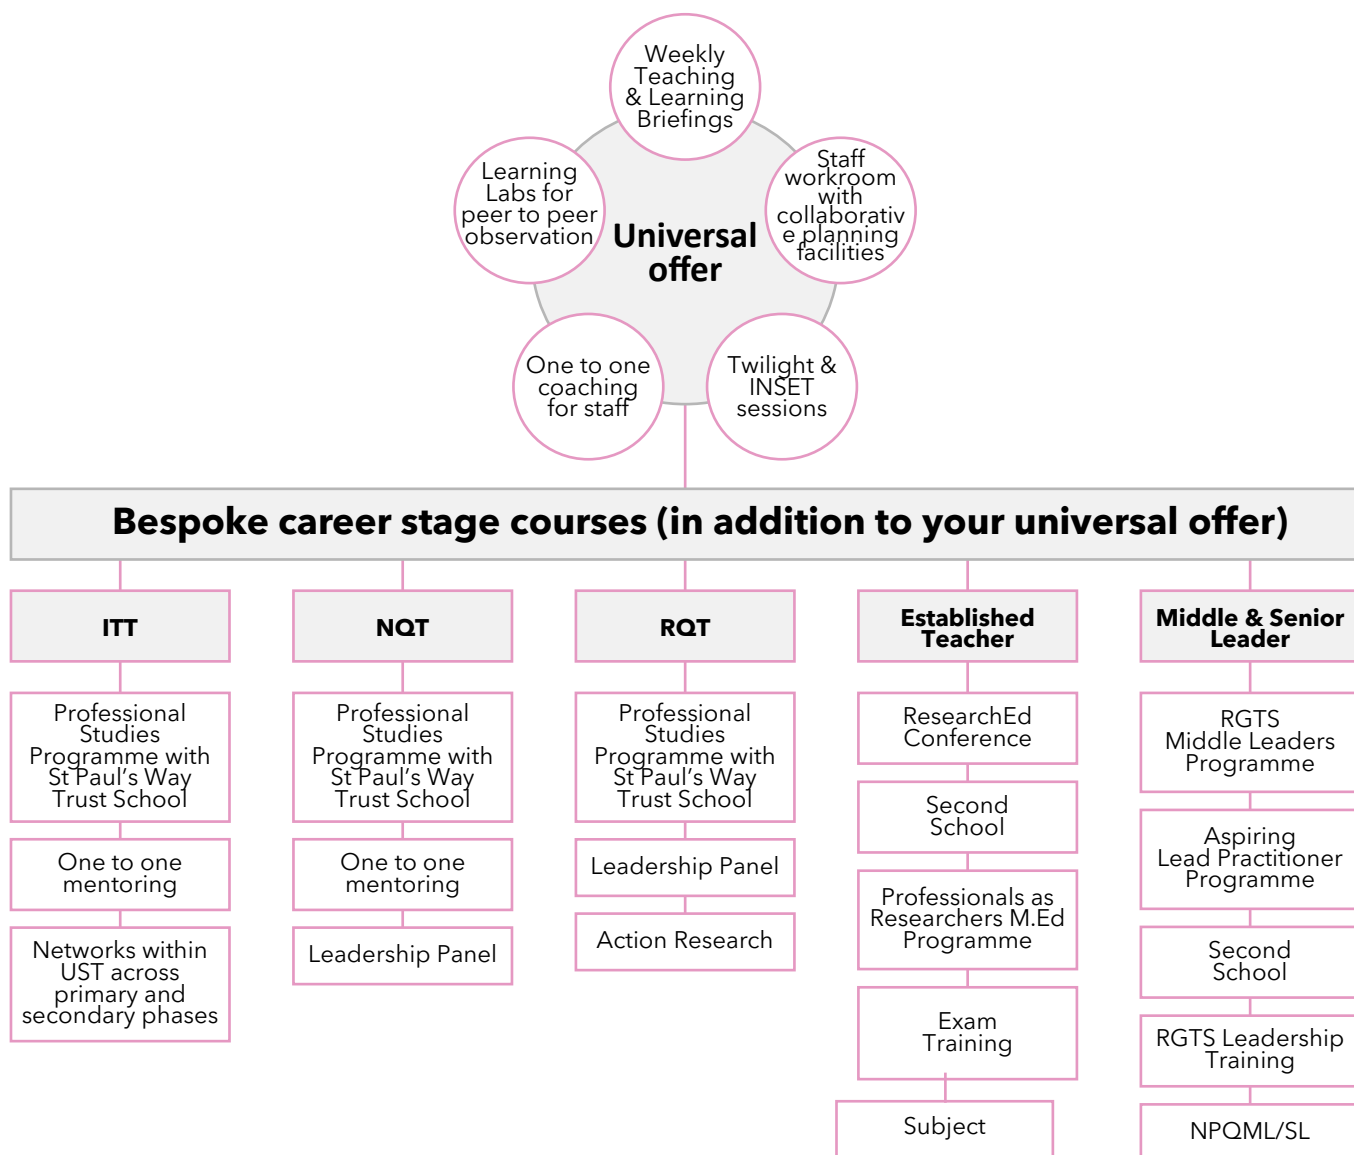 Weekly
Teaching
& Learning
Briefings
Learning
Labs for
peer to peer
observation
Staff
workroom
with
collaborativ
e planning
facilities
Universal
offer
One to one
coaching
for staff
Twilight &
INSET
sessions
Bespoke career stage courses (in addition to your universal offer)
ITT
Professional
Studies
Programme with
St Paul's Way
Trust School
One to one
mentoring
Networks within
UST across
primary and
secondary phases
NQT
Professional
Studies
Programme with
St Paul's Way
Trust School
One to one
mentoring
Leadership Panel
RQT
Professional
Studies
Programme with
St Paul's Way
Trust School
Leadership Panel
Action Research
Established
Teacher
ResearchEd
Conference
Second
School
Professionals as
Researchers M.Ed
Programme
Exam
Training
Subject
Middle & Senior
Leader
RGTS
Middle Leaders
Programme
Aspiring
Lead Practitioner
Programme
Second
School
RGTS Leadership
Training
NPQML/SL